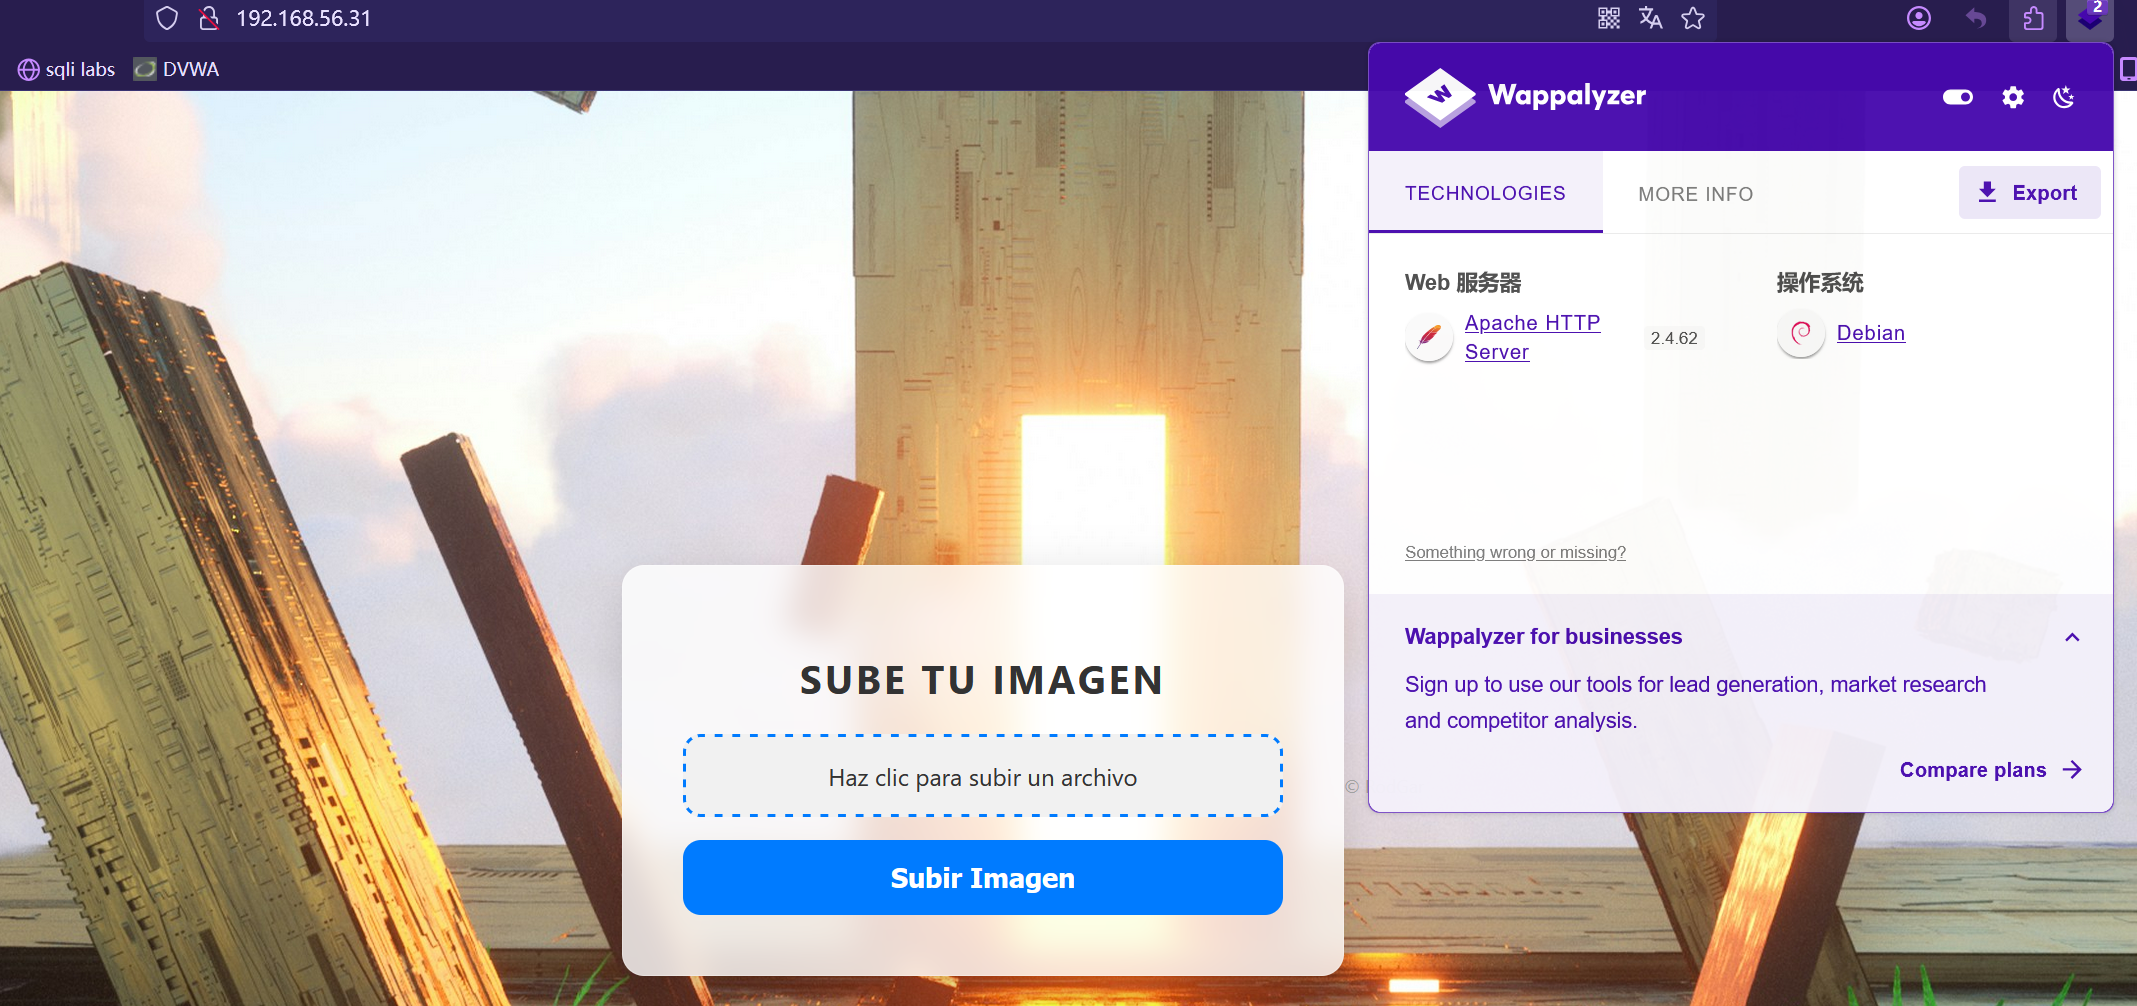 192.168.56.31
2
sqli labs
DVWA
Wappalyzer
TECHNOLOGIES
MORE INFO
Export
Web 服务器
操作系统
Apache HTTP
Server
2.4.62
Debian
Something wrong or missing?
Wappalyzer for businesses
Sign up to use our tools for lead generation, market research
and competitor analysis.
Compare plans
SUBE TU IMAGEN
Haz clic para subir un archivo
©
Subir Imagen